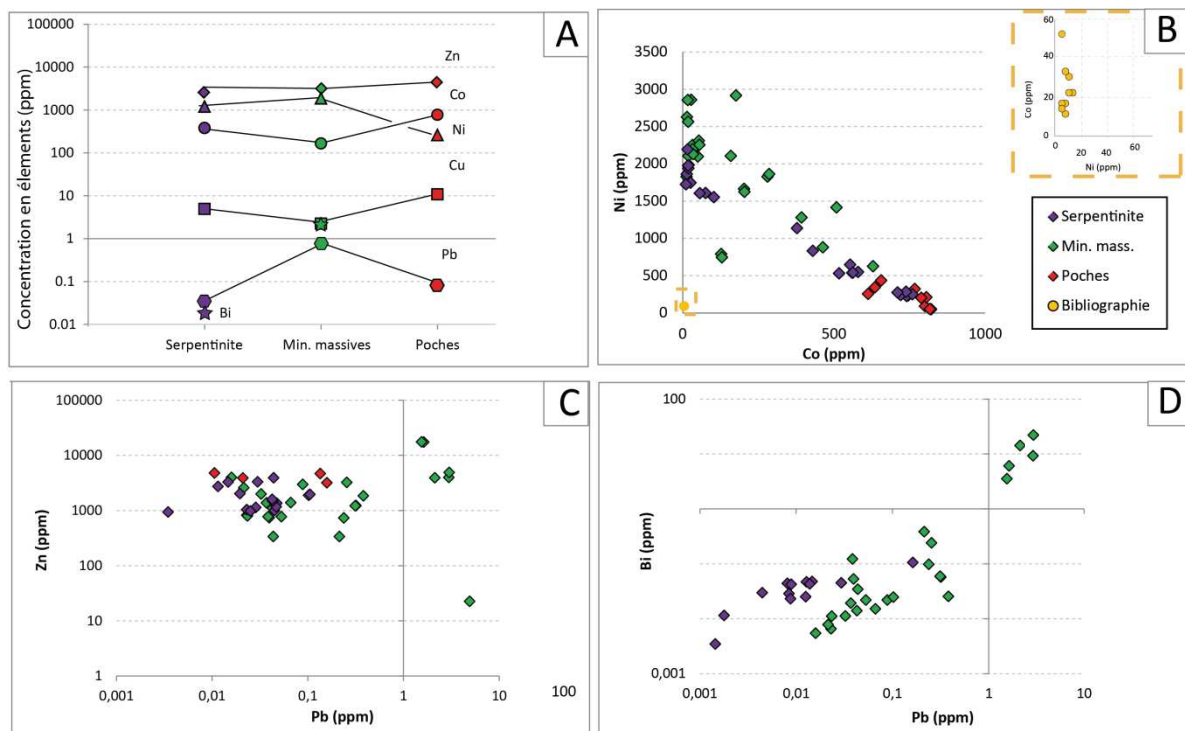 A
100000
10000
1000
100
10
1
0.1
0.01
Concentration en élements (ppm)
Zn
Co
Ni
Cu
Pb
Bi
Serpentinite
Min. massives
Poches
B
3500
3000
2500
2000
1500
1000
500
0
Ni (ppm)
0
500
1000
Co (ppm)
60
40
20
0
Co (ppm)
0
20
40
60
Ni (ppm)
Serpentinite
Min. mass.
Poches
Bibliographie
C
100000
10000
1000
100
10
1
Zn (ppm)
0,001
0,01
0,1
1
10
100
Pb (ppm)
D
100
0,001
Bi (ppm)
0,001
0,01
0,1
1
10
Pb (ppm)